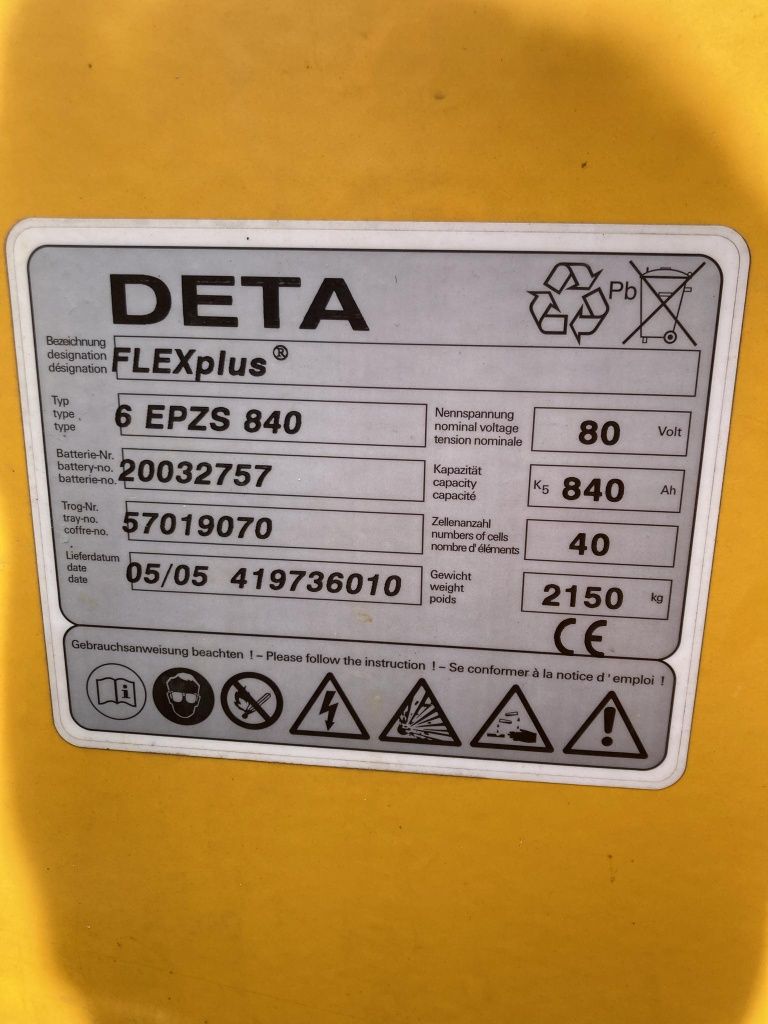 DETA
Pb
Bezeichnung
designation
désignation
FLEXplus®
Typ
type
type
6 EPZS 840
Nennspannung
nominal voltage
tension nominale
80 Volt
Batterie-Nr.
battery-no.
batterie-no.
20032757
Kapazität
capacity
capacité
K5 840 Ah
Trog-Nr.
tray-no.
coffre-no.
57019070
Zellenanzahl
numbers of cells
nombre d'éléments
40
Lieferdatum
date
date
05/05 419736010
Gewicht
weight
poids
2150 kg
CE
Gebrauchsanweisung beachten ! – Please follow the instruction ! – Se conformer à la notice d'emploi !